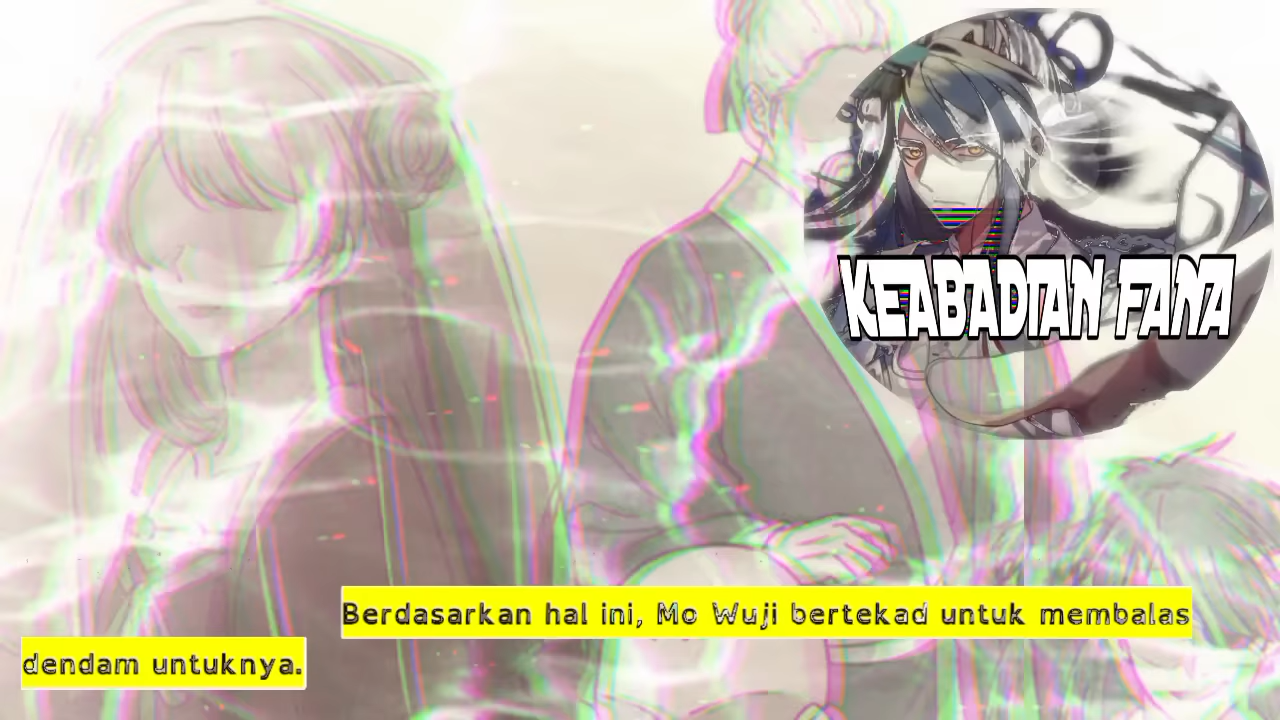 KEABADIAN FANA
Berdasarkan hal ini, Mo Wuji bertekad untuk membalas
dendam untuknya.